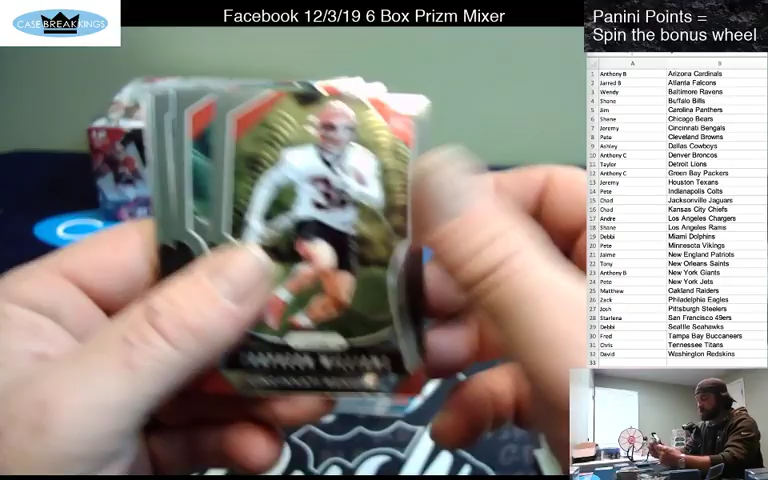 CASE BREAK KINGS
Facebook 12/3/19 6 Box Prizm Mixer
Panini Points =
Spin the bonus wheel
A B
1 Anthony B Arizona Cardinals
2 Jarred B Atlanta Falcons
3 Wendy Baltimore Ravens
4 Shane Buffalo Bills
5 Jim Carolina Panthers
6 Shane Chicago Bears
7 Jeremy Cincinnati Bengals
8 Pete Cleveland Browns
9 Ashley Dallas Cowboys
10 Anthony C Denver Broncos
11 Taylor Detroit Lions
12 Anthony C Green Bay Packers
13 Jeremy Houston Texans
14 Pete Indianapolis Colts
15 Chad Jacksonville Jaguars
16 Chad Kansas City Chiefs
17 Andre Los Angeles Chargers
18 Shane Los Angeles Rams
19 Debbi Miami Dolphins
20 Pete Minnesota Vikings
21 Jaime New England Patriots
22 Tony New Orleans Saints
23 Anthony B New York Giants
24 Pete New York Jets
25 Matthew Oakland Raiders
26 Zack Philadelphia Eagles
27 Josh Pittsburgh Steelers
28 Starlena San Francisco 49ers
29 Debbi Seattle Seahawks
30 Fred Tampa Bay Buccaneers
31 Chris Tennessee Titans
32 David Washington Redskins
33